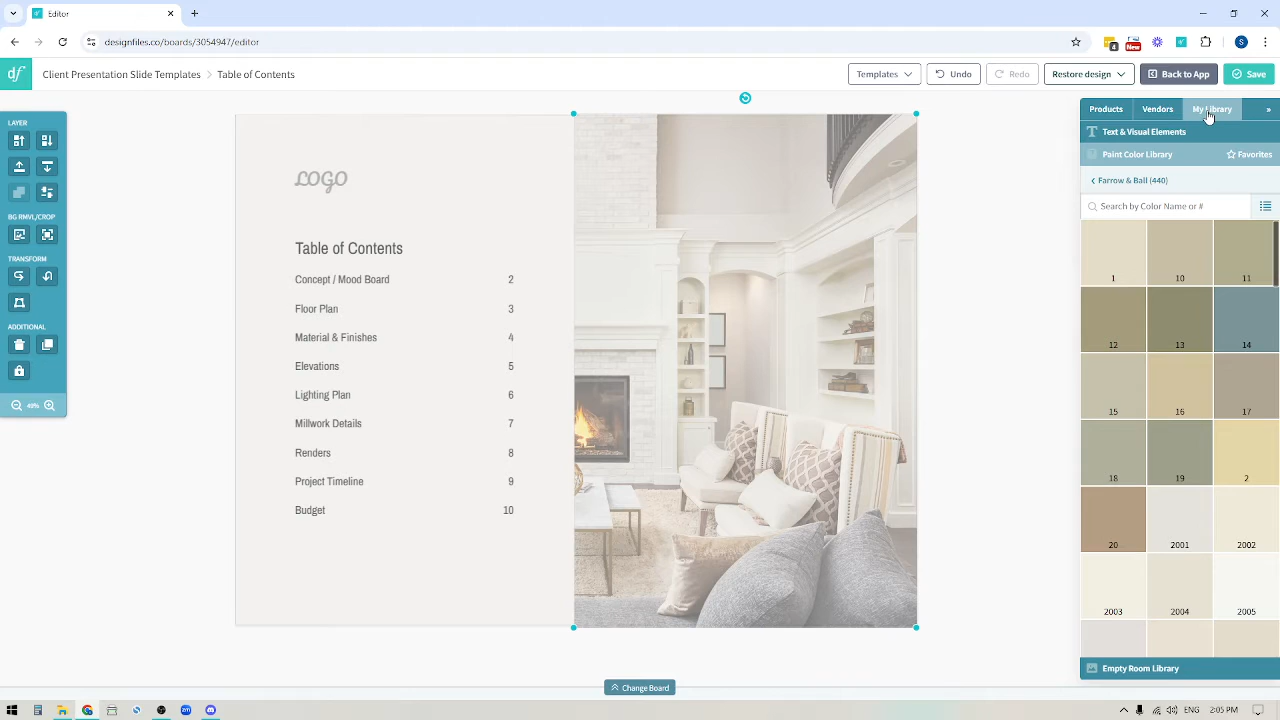 Editor
designfiles.co/boards/3054947/editor
4
New
S
df
Client Presentation Slide Templates
Table of Contents
Templates
Undo
Redo
Restore design
Back to App
Save
LAYER
BG RMVL/CROP
TRANSFORM
ADDITIONAL
49%
LOGO
Table of Contents
Concept / Mood Board 2
Floor Plan 3
Material & Finishes 4
Elevations 5
Lighting Plan 6
Millwork Details 7
Renders 8
Project Timeline 9
Budget 10
Products
Vendors
My Library
»
Text & Visual Elements
Paint Color Library
Favorites
Farrow & Ball (440)
Search by Color Name or #
1 10 11
12 13 14
15 16 17
18 19 2
20 2001 2002
2003 2004 2005
Empty Room Library
Change Board
zm
ENG 2:05 PM